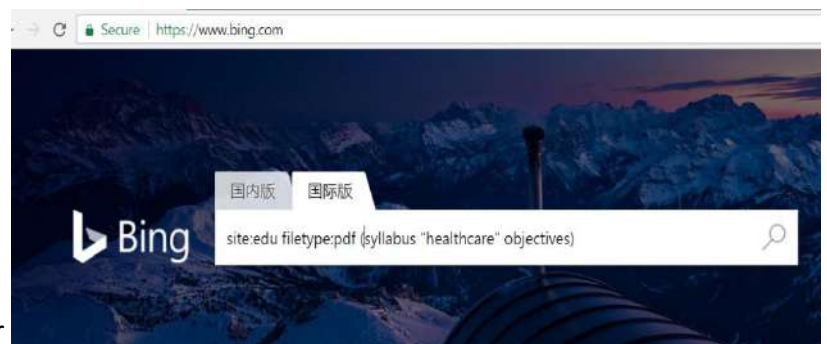 Secure https://www.bing.com
国内版 国际版
Bing
site:edu filetype:pdf (syllabus "healthcare" objectives)
r